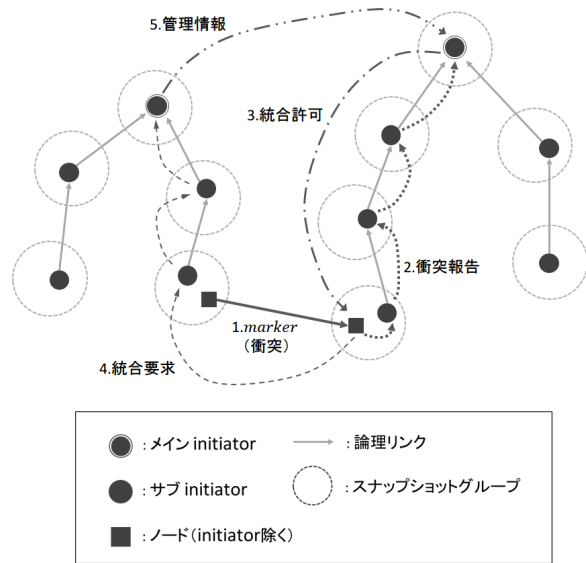 5.管理情報
3.統合許可
2.衝突報告
1.marker
（衝突）
4.統合要求
：メイン initiator
：論理リンク
：サブ initiator
：スナップショットグループ
：ノード（initiator除く）